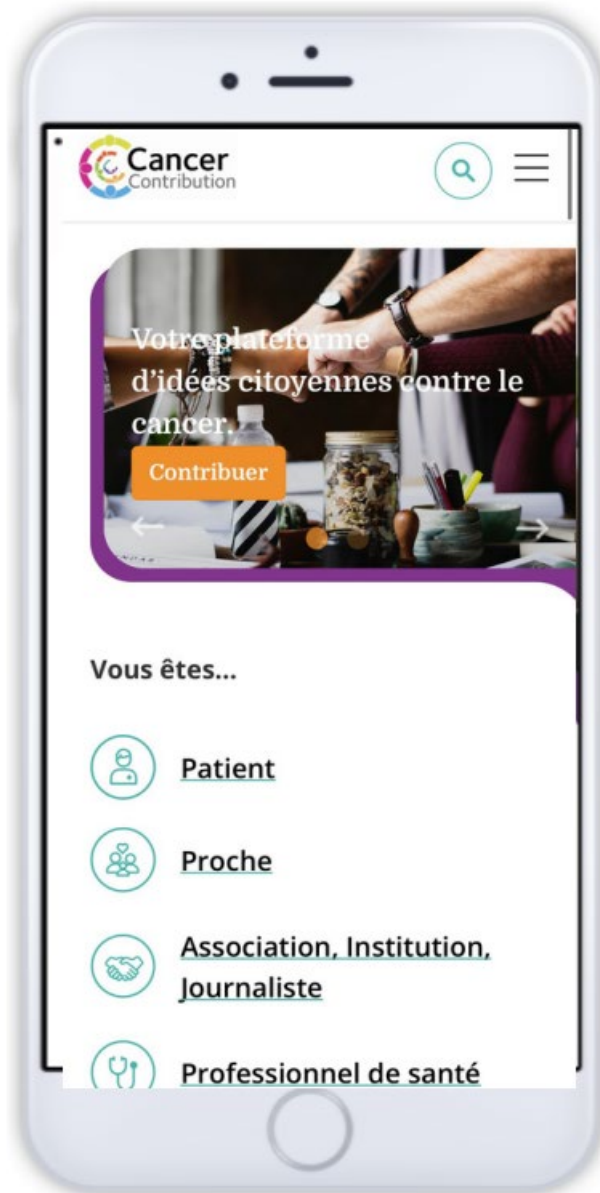 Cancer
Contribution
Votre plateforme
d'idées citoyennes contre le
cancer.
Contribuer
Vous êtes...
Patient
Proche
Association, Institution,
Journaliste
Professionnel de santé